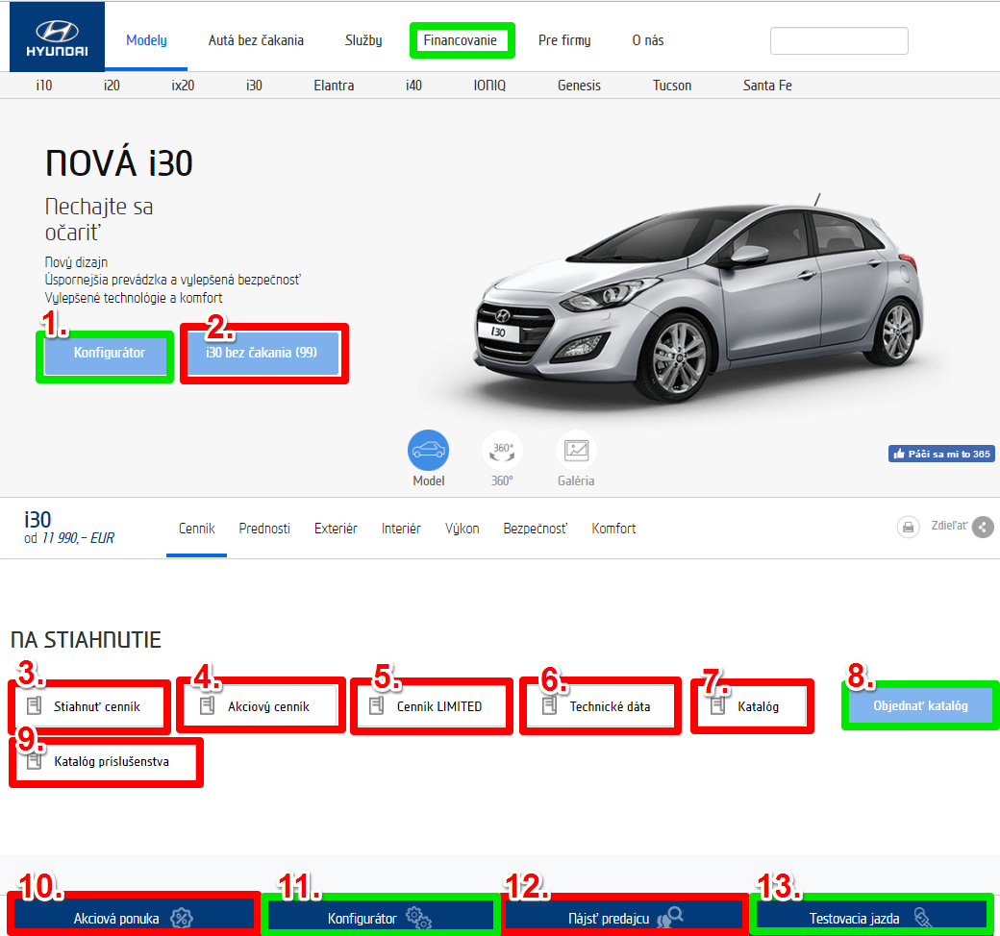 HYUNDAI
Modely Autá bez čakania Služby Financovanie Pre firmy O nás
i10 i20 ix20 i30 Elantra i40 IONIQ Genesis Tucson Santa Fe
NOVÁ i30
Nechajte sa
očariť
Nový dizajn
Úspornejšia prevádzka a vylepšená bezpečnosť
Vylepšené technológie a komfort
1. 2.
Konfigurátor i30 bez čakania (99)
i30
360°
Model 360° Galéria
Páči sa mi to 365
i30
od 11 990,- EUR
Cenník Prednosti Exteriér Interiér Výkon Bezpečnosť Komfort
Zdieľať
NA STIAHNUTIE
3. 4. 5. 6. 7. 8.
Stiahnuť cenník Akciový cenník Cenník LIMITED Technické dáta Katalóg Objednať katalóg
9.
Katalóg príslušenstva
10. 11. 12. 13.
Akciová ponuka % Konfigurátor Nájsť predajcu Testovacia jazda